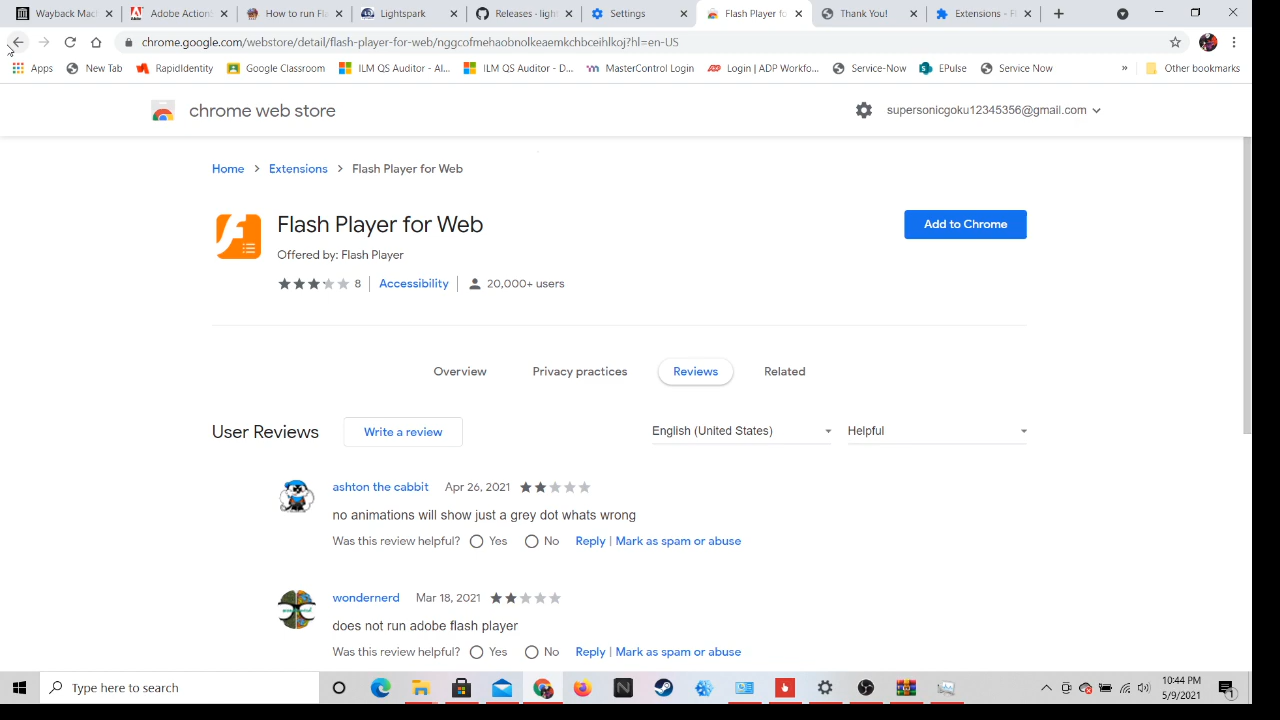 Wayback Mac
Adobe Action
How to run Fla
Lightspark
Releases - light
Settings
Flash Player fo
Thank You!
Extensions - Fl
chrome.google.com/webstore/detail/flash-player-for-web/nggcofmehaobnolkeaemkchbceihlkoj?hl=en-US
Apps
New Tab
RapidIdentity
Google Classroom
ILM QS Auditor - Al...
ILM QS Auditor - D...
MasterControl Login
Login | ADP Workfo...
Service-Now
EPulse
Service Now
»
Other bookmarks
chrome web store
supersonicgoku12345356@gmail.com
Home > Extensions > Flash Player for Web
Flash Player for Web
Add to Chrome
Offered by: Flash Player
8 | Accessibility | 20,000+ users
Overview
Privacy practices
Reviews
Related
User Reviews
Write a review
English (United States)
Helpful
ashton the cabbit Apr 26, 2021
no animations will show just a grey dot whats wrong
Was this review helpful? Yes No Reply | Mark as spam or abuse
wondernerd Mar 18, 2021
does not run adobe flash player
Was this review helpful? Yes No Reply | Mark as spam or abuse
Type here to search
10:44 PM
5/9/2021
1